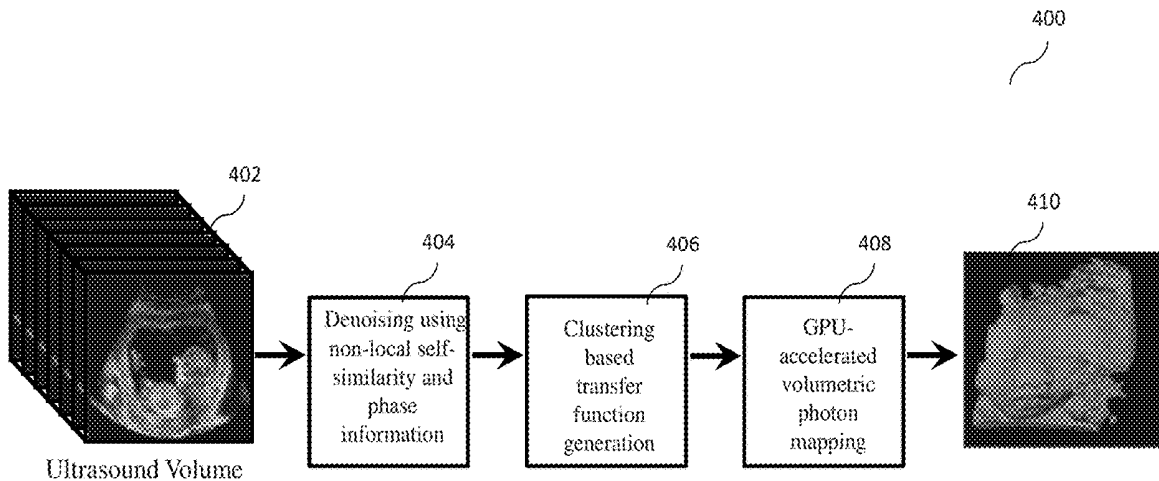 400
402
410
404
406
408
Denoising using
non-local self-
similarity and
phase
information
Clustering
based
transfer
function
generation
GPU-
accelerated
volumetric
photon
mapping
Ultrasound Volume